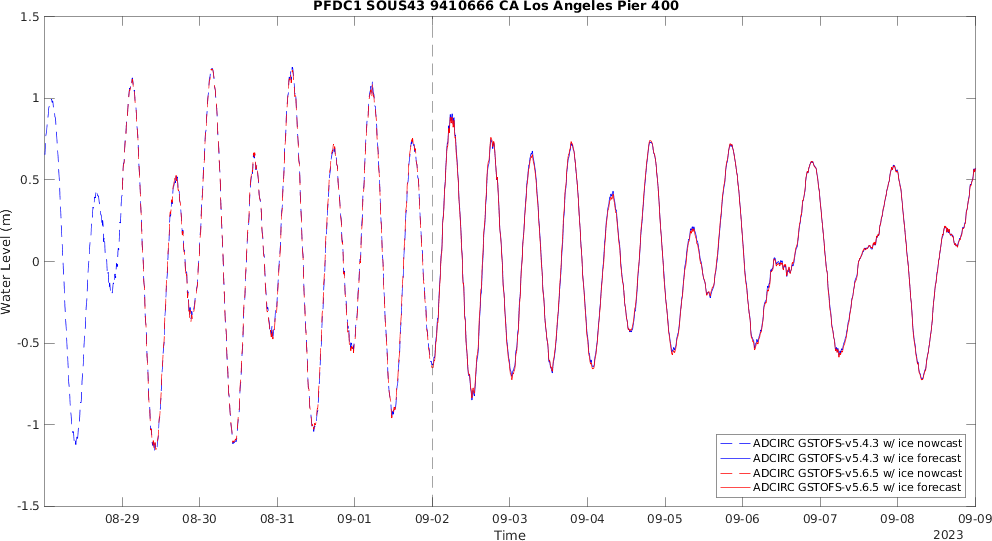 PFDC1 SOUS43 9410666 CA Los Angeles Pier 400
1.5
1
0.5
0
-0.5
-1
-1.5
Water Level (m)
08-29 08-30 08-31 09-01 09-02 09-03 09-04 09-05 09-06 09-07 09-08 09-09
Time
2023
ADCIRC GSTOFS-v5.4.3 w/ ice nowcast
ADCIRC GSTOFS-v5.4.3 w/ ice forecast
ADCIRC GSTOFS-v5.6.5 w/ ice nowcast
ADCIRC GSTOFS-v5.6.5 w/ ice forecast